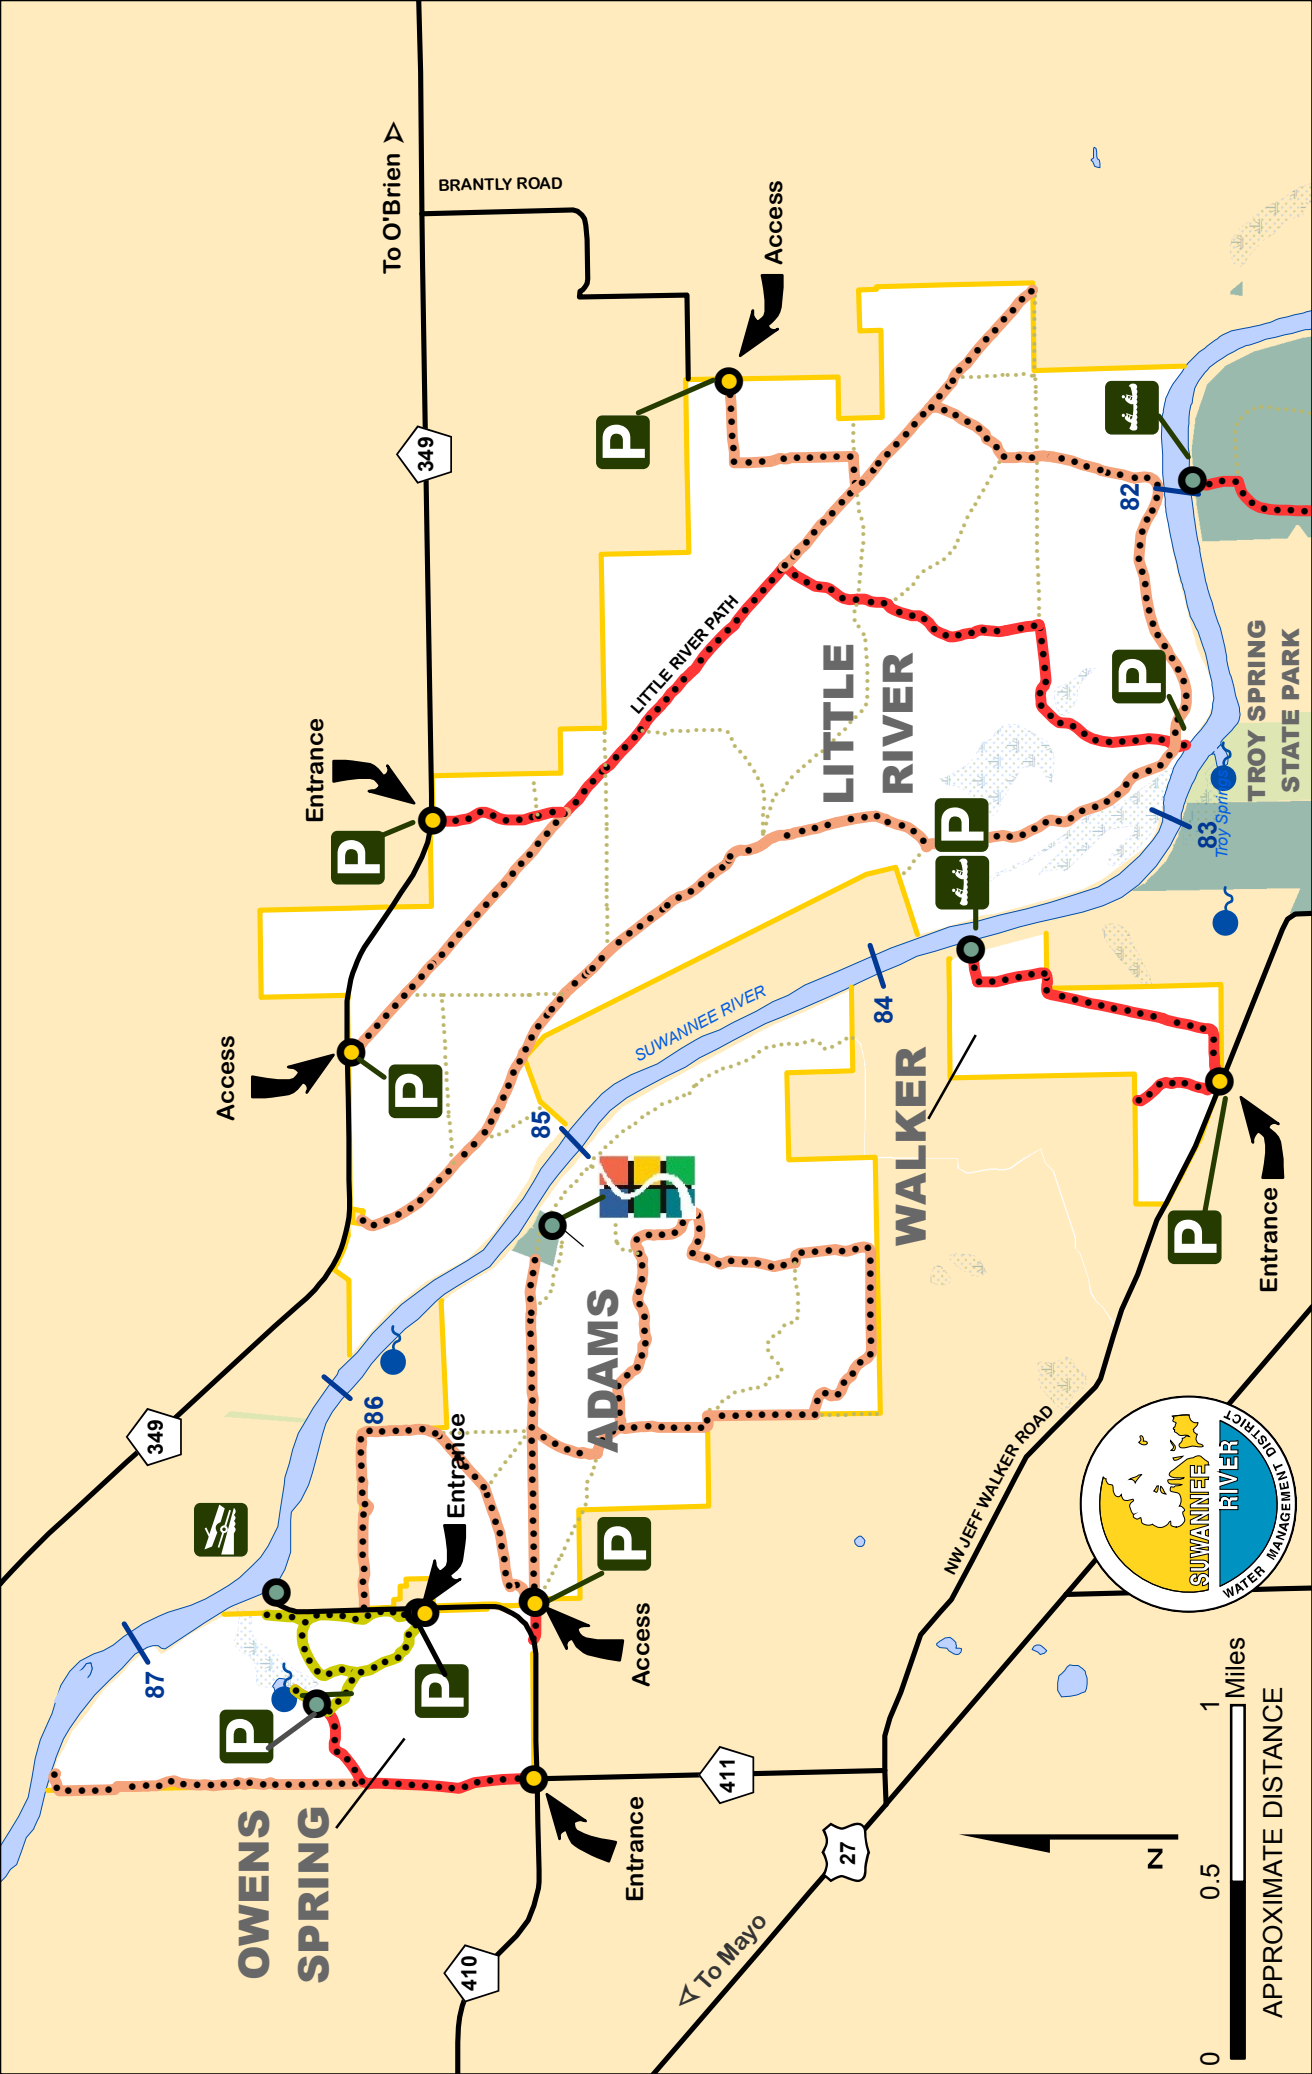 To O'Brien
BRANTLY ROAD
349
Access
P
Entrance
P
LITTLE RIVER PATH
Access
P
LITTLE
RIVER
82
P
TROY SPRING
STATE PARK
Troy Springs
83
P
SUWANNEE RIVER
84
85
WALKER
P
Entrance
349
86
ADAMS
Entrance
P
P
Access
87
P
OWENS
SPRING
Entrance
411
410
27
To Mayo
NW JEFF WALKER ROAD
SUWANNEE
RIVER
WATER MANAGEMENT DISTRICT
N
0
0.5
1
Miles
APPROXIMATE DISTANCE